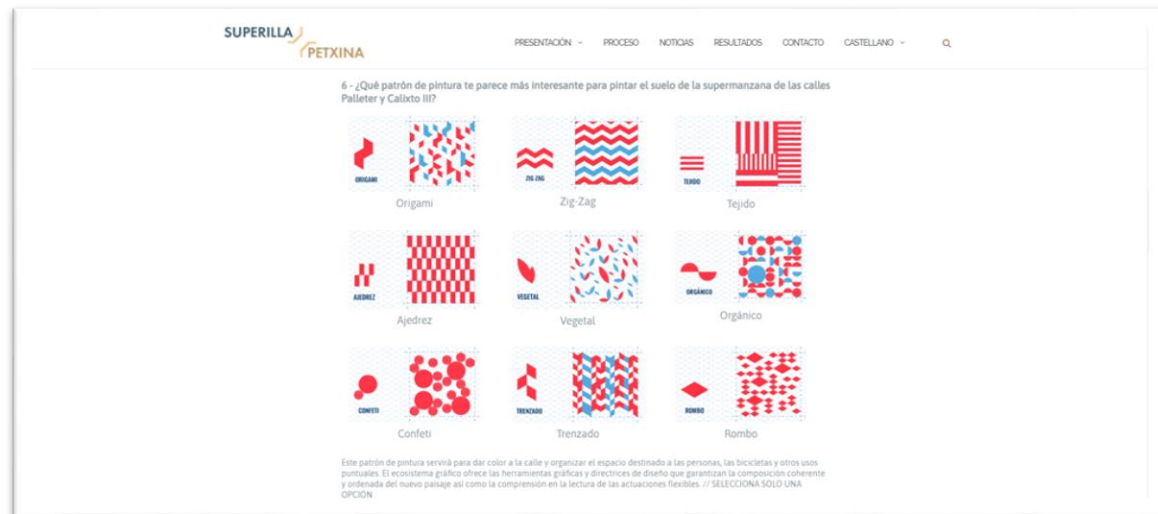 SUPERILLA
PETXINA
PRESENTACIÓN PROCESO NOTICIAS RESULTADOS CONTACTO CASTELLANO
6 - ¿Qué patrón de pintura te parece más interesante para pintar el suelo de la supermanzana de las calles
Palleter y Calixto III?
ORIGAMI ZIG ZAG TEJIDO
Origami Zig-Zag Tejido
AJEDREZ VEGETAL ORGÁNICO
Ajedrez Vegetal Orgánico
CONFETI TRENZADO ROMBO
Confeti Trenzado Rombo
Este patrón de pintura servirá para dar color a la calle y organizar el espacio destinado a las personas, las bicicletas y otros usos
puntuales. El ecosistema gráfico ofrece las herramientas gráficas y directrices de diseño que garantizan la composición coherente
y ordenada del nuevo paisaje así como la comprensión en la lectura de las actuaciones flexibles. // SELECCIONA SOLO UNA
OPCIÓN